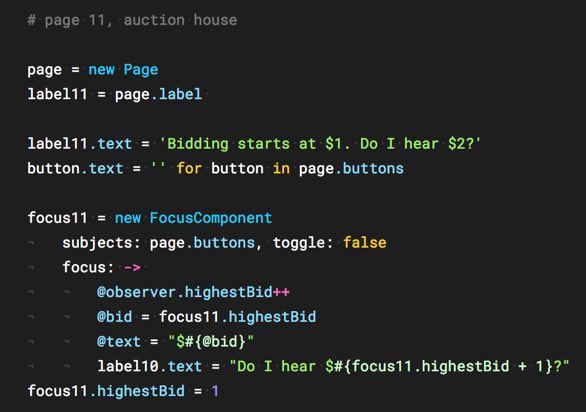 # page 11, auction house
page = new Page
label11 = page.label
label11.text = 'Bidding starts at $1. Do I hear $2?'
button.text = '' for button in page.buttons
focus11 = new FocusComponent
¬ subjects: page.buttons, toggle: false
¬ focus: ->
¬ ¬ @observer.highestBid++
¬ ¬ @bid = focus11.highestBid
¬ ¬ @text = "$#{@bid}"
¬ ¬ label10.text = "Do I hear $#{focus11.highestBid + 1}?"
focus11.highestBid = 1